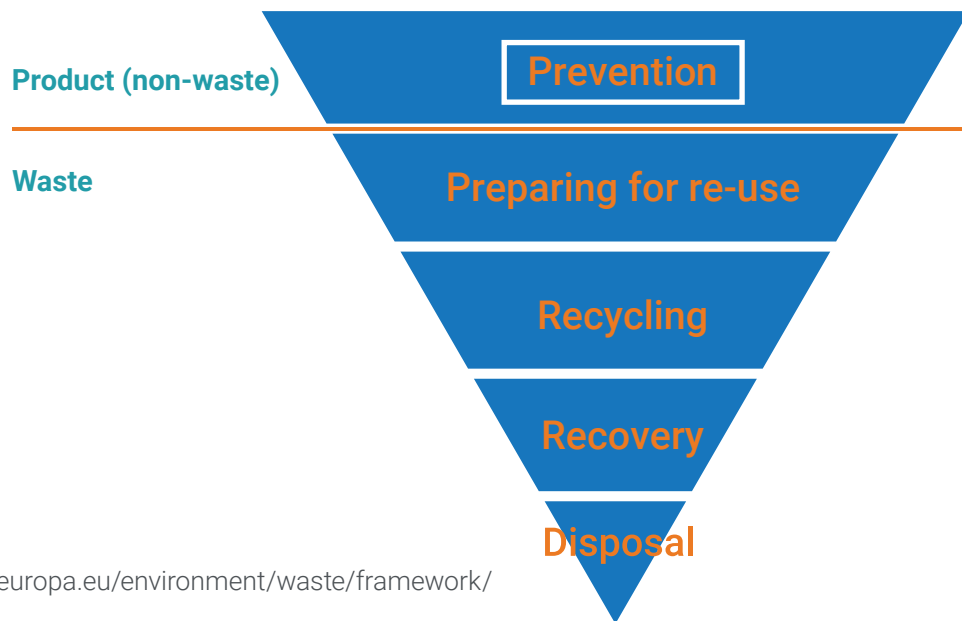 Product (non-waste)
Prevention
Waste
Preparing for re-use
Recycling
Recovery
Disposal
europa.eu/environment/waste/framework/